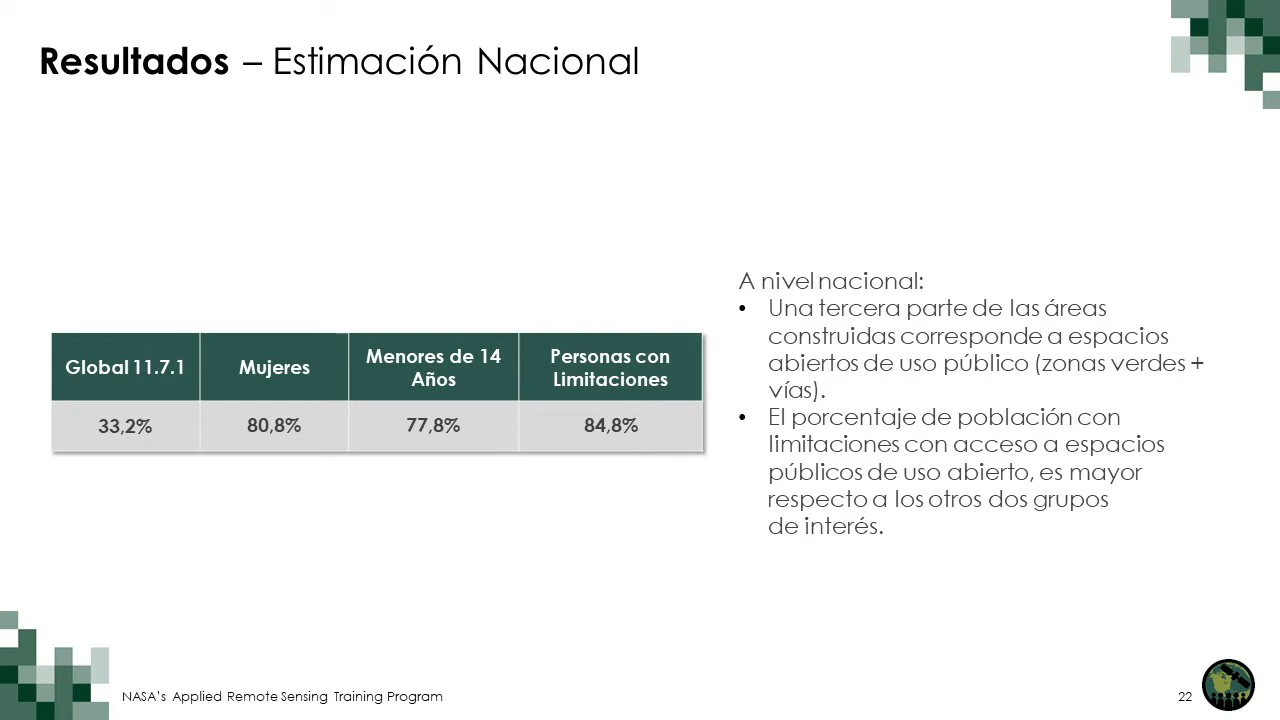 Resultados – Estimación Nacional
Global 11.7.1
Mujeres
Menores de 14
Años
Personas con
Limitaciones
33,2%
80,8%
77,8%
84,8%
A nivel nacional:
• Una tercera parte de las áreas
construidas corresponde a espacios
abiertos de uso público (zonas verdes +
vías).
• El porcentaje de población con
limitaciones con acceso a espacios
públicos de uso abierto, es mayor
respecto a los otros dos grupos
de interés.
NASA's Applied Remote Sensing Training Program
22